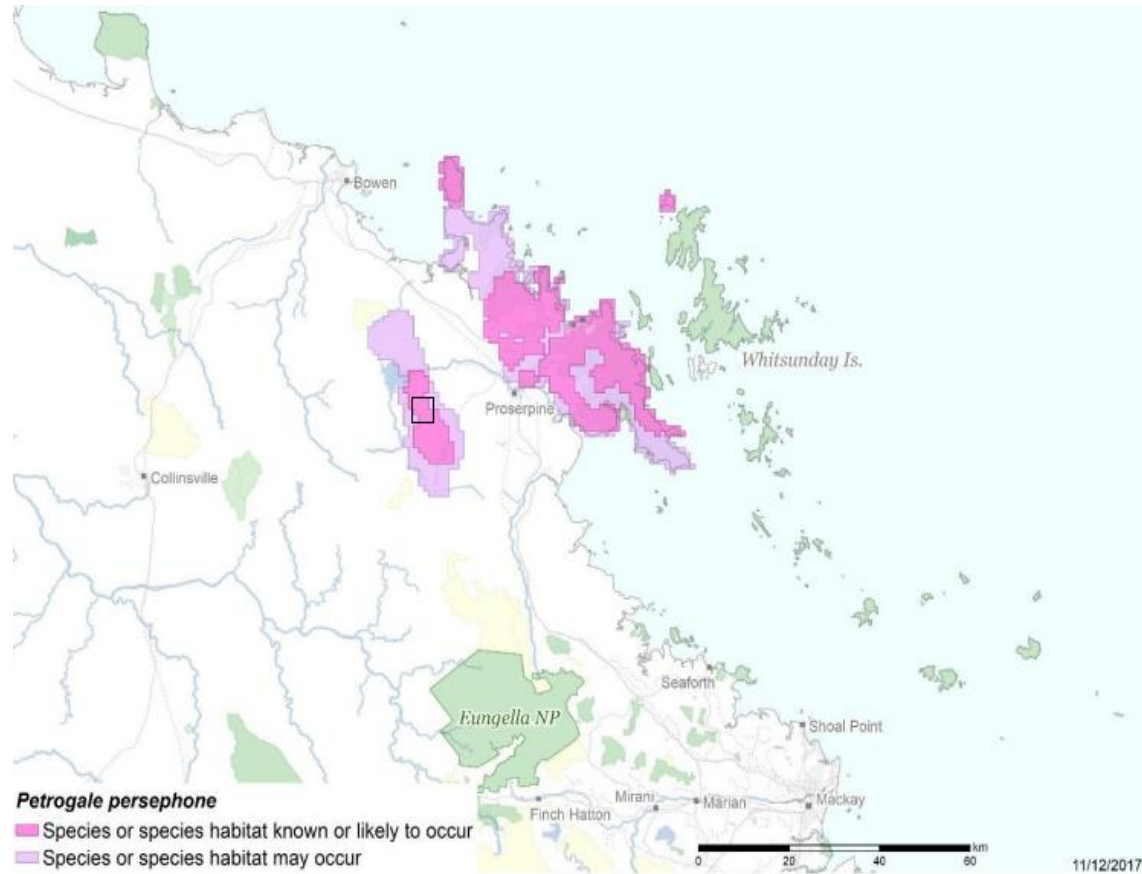 Bowen
Whitsunday Is.
Proserpine
Collinsville
Seaforth
Eungella NP
Shoal Point
Petrogale persephone
Species or species habitat known or likely to occur
Species or species habitat may occur
Mirani
Marian
Mackay
Finch Hatton
km
0 20 40 60
11/12/2017